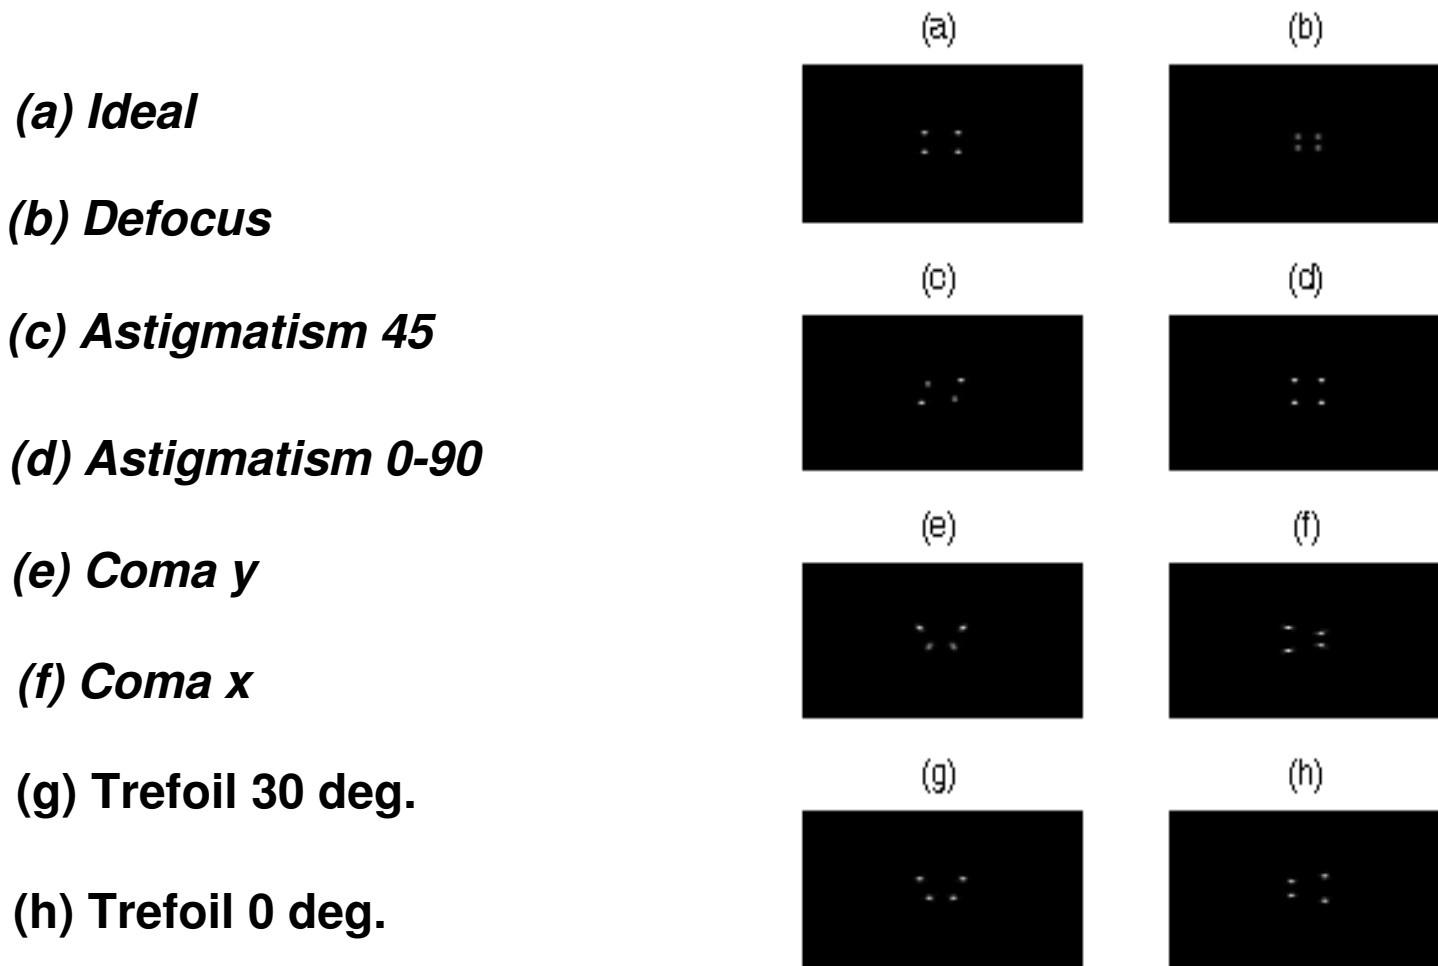 (a) Ideal
(b) Defocus
(c) Astigmatism 45
(d) Astigmatism 0-90
(e) Coma y
(f) Coma x
(g) Trefoil 30 deg.
(h) Trefoil 0 deg.
(a)
(b)
(c)
(d)
(e)
(f)
(g)
(h)